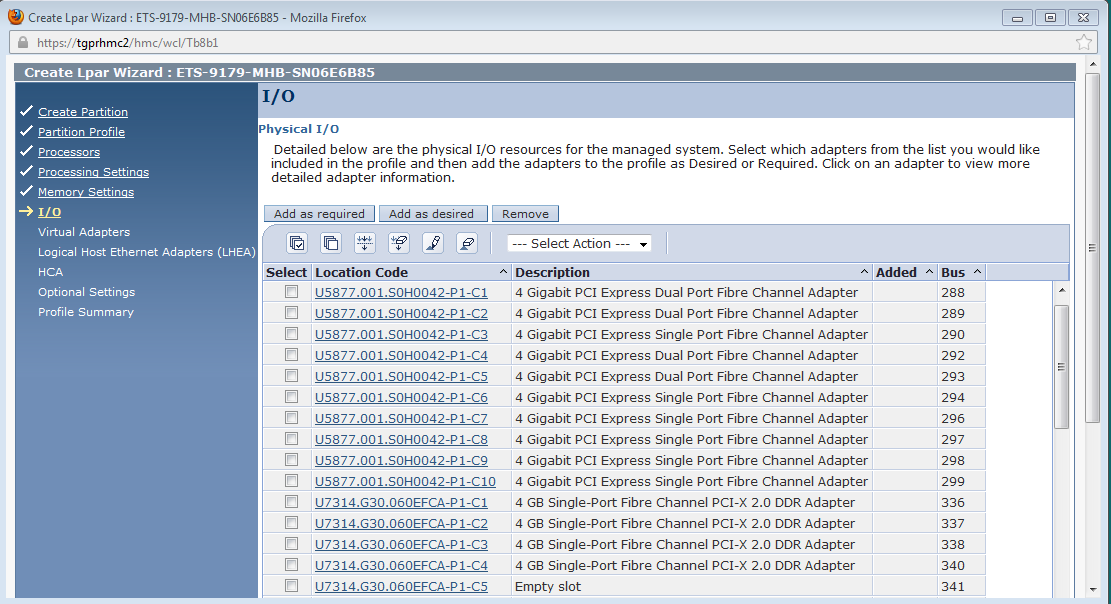 Create Lpar Wizard : ETS-9179-MHB-SN06E6B85 - Mozilla Firefox
https://tgprhmc2/hmc/wcl/Tb8b1
Create Lpar Wizard : ETS-9179-MHB-SN06E6B85
Create Partition
Partition Profile
Processors
Processing Settings
Memory Settings
I/O
Virtual Adapters
Logical Host Ethernet Adapters (LHEA)
HCA
Optional Settings
Profile Summary
I/O
Physical I/O
Detailed below are the physical I/O resources for the managed system. Select which adapters from the list you would like
included in the profile and then add the adapters to the profile as Desired or Required. Click on an adapter to view more
detailed adapter information.
Add as required Add as desired Remove
--- Select Action ---
Select Location Code Description Added Bus
U5877.001.S0H0042-P1-C1 4 Gigabit PCI Express Dual Port Fibre Channel Adapter 288
U5877.001.S0H0042-P1-C2 4 Gigabit PCI Express Dual Port Fibre Channel Adapter 289
U5877.001.S0H0042-P1-C3 4 Gigabit PCI Express Single Port Fibre Channel Adapter 290
U5877.001.S0H0042-P1-C4 4 Gigabit PCI Express Dual Port Fibre Channel Adapter 292
U5877.001.S0H0042-P1-C5 4 Gigabit PCI Express Dual Port Fibre Channel Adapter 293
U5877.001.S0H0042-P1-C6 4 Gigabit PCI Express Single Port Fibre Channel Adapter 294
U5877.001.S0H0042-P1-C7 4 Gigabit PCI Express Single Port Fibre Channel Adapter 296
U5877.001.S0H0042-P1-C8 4 Gigabit PCI Express Single Port Fibre Channel Adapter 297
U5877.001.S0H0042-P1-C9 4 Gigabit PCI Express Single Port Fibre Channel Adapter 298
U5877.001.S0H0042-P1-C10 4 Gigabit PCI Express Single Port Fibre Channel Adapter 299
U7314.G30.060EFCA-P1-C1 4 GB Single-Port Fibre Channel PCI-X 2.0 DDR Adapter 336
U7314.G30.060EFCA-P1-C2 4 GB Single-Port Fibre Channel PCI-X 2.0 DDR Adapter 337
U7314.G30.060EFCA-P1-C3 4 GB Single-Port Fibre Channel PCI-X 2.0 DDR Adapter 338
U7314.G30.060EFCA-P1-C4 4 GB Single-Port Fibre Channel PCI-X 2.0 DDR Adapter 340
U7314.G30.060EFCA-P1-C5 Empty slot 341